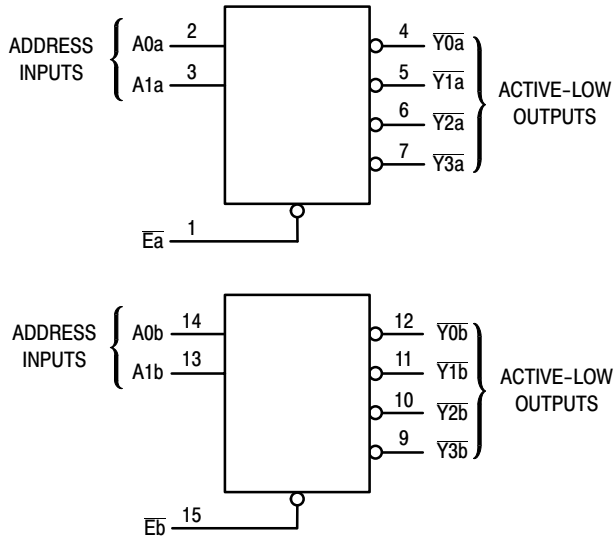 ADDRESS
INPUTS
A0a 2
A1a 3
4 Y0a
5 Y1a
6 Y2a
7 Y3a
ACTIVE-LOW
OUTPUTS
Ea 1
ADDRESS
INPUTS
A0b 14
A1b 13
12 Y0b
11 Y1b
10 Y2b
9 Y3b
ACTIVE-LOW
OUTPUTS
Eb 15